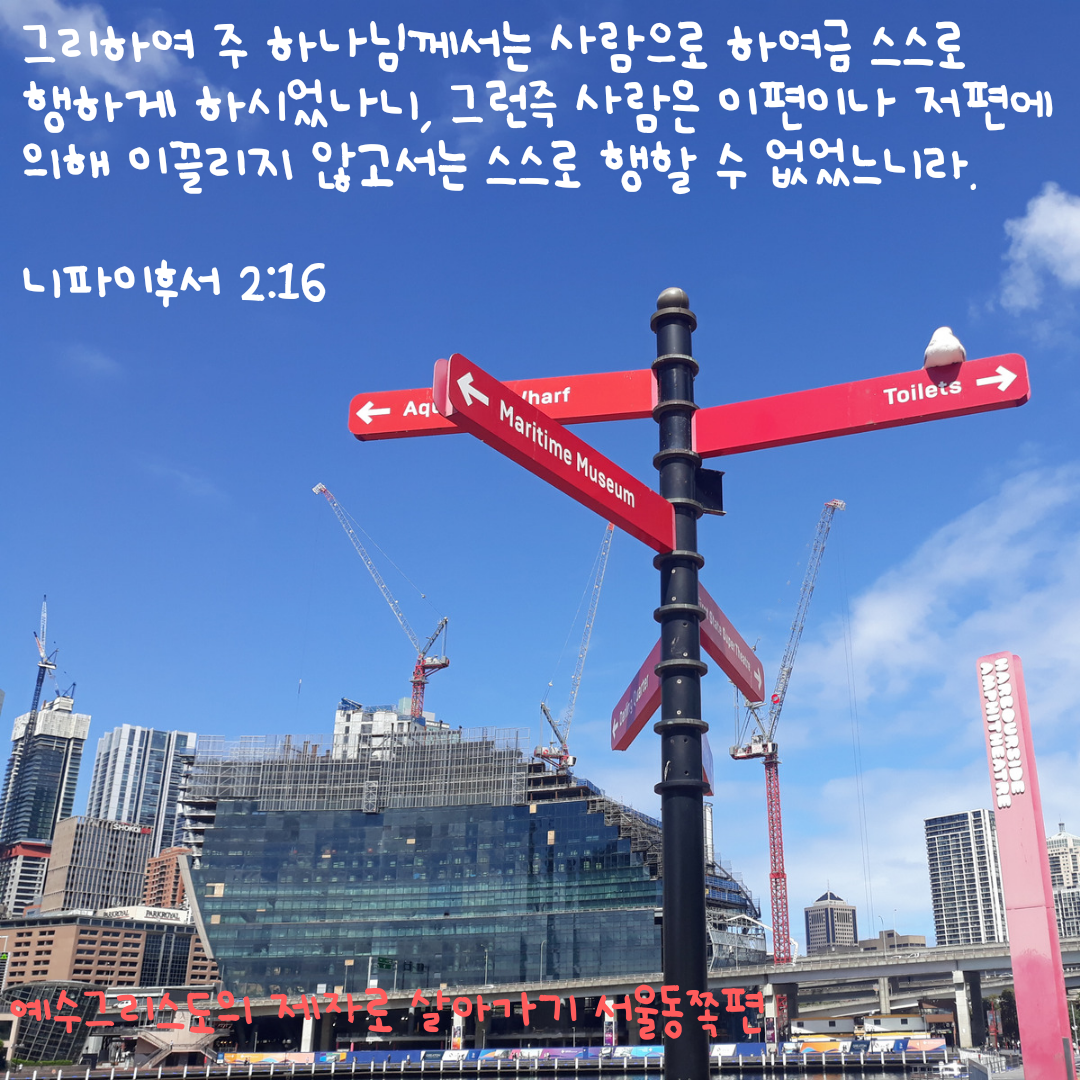 그리하여 주 하나님께서는 사람으로 하여금 스스로
행하게 하시었나니, 그런즉 사람은 이편이나 저편에
의해 이끌리지 않고서는 스스로 행할 수 없었느니라.
니파이후서 2:16
Wharf
Toilets
Maritime Museum
HARBOURSIDE
AMPHITHEATRE
PARKROYAL
PARKROYAL
예수그리스도의 제자로 살아가기 서울동쪽편